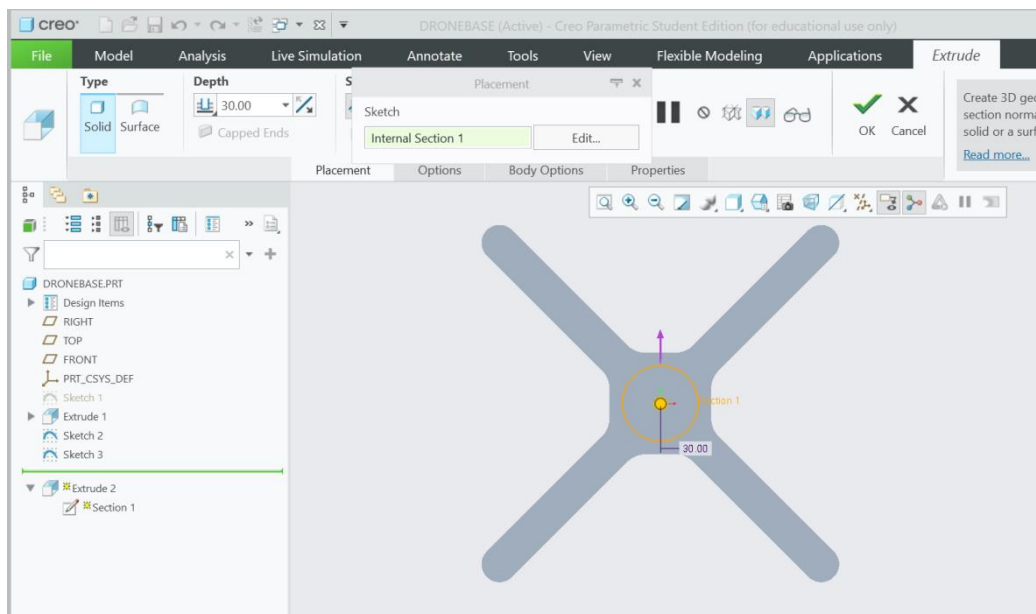 creo DRONEBASE (Active) - Creo Parametric Student Edition (for educational use only)
File Model Analysis Live Simulation Annotate Tools View Flexible Modeling Applications Extrude
Type Depth S Placement Create 3D geo
Solid Surface 30.00 Sketch section norma
Capped Ends Internal Section 1 Edit... OK Cancel solid or a surf
Read more...
Placement Options Body Options Properties
DRONEBASE.PRT
Design Items
RIGHT
TOP
FRONT
PRT_CSYS_DEF
Sketch 1
Extrude 1
Sketch 2
Sketch 3
Extrude 2
Section 1
Section 1
30.00